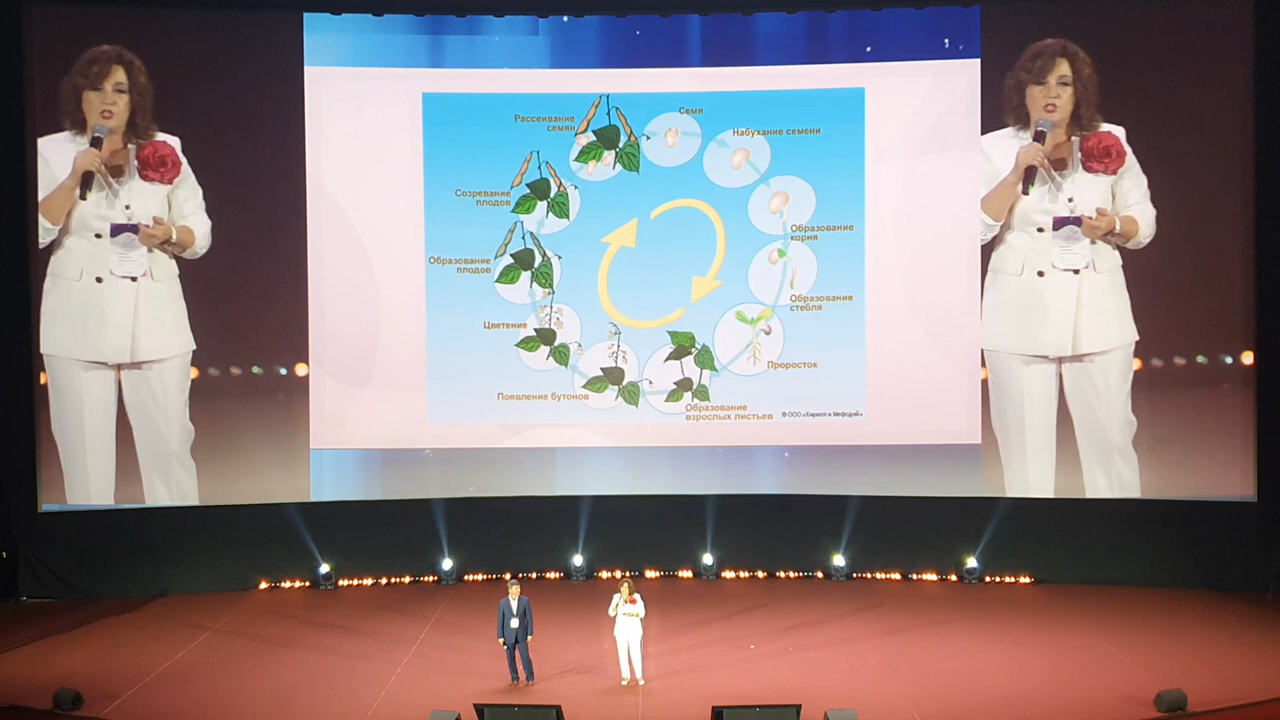 Семя
Набухание семени
Образование
корня
Образование
стебля
Проросток
Образование
взрослых листьев
Появление бутонов
Цветение
Образование
плодов
Созревание
плодов
Рассеивание
семян
© ООО «Кирилл и Мефодий»